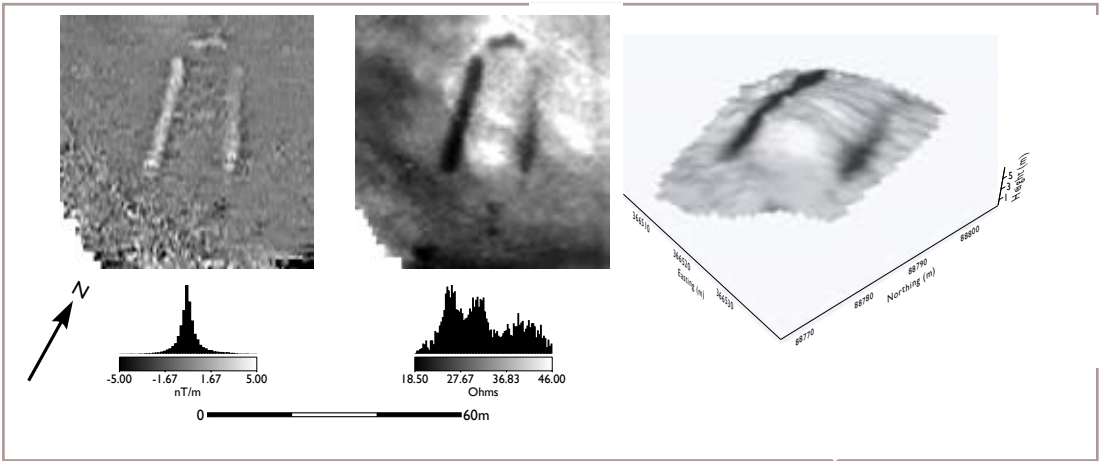 N
-5.00 -1.67 1.67 5.00
nT/m
18.50 27.67 36.83 46.00
Ohms
0 60m
366510
366520
366530
Easting (m)
88770
88780
88790
88800
Northing (m)
1
3
5
Height (m)